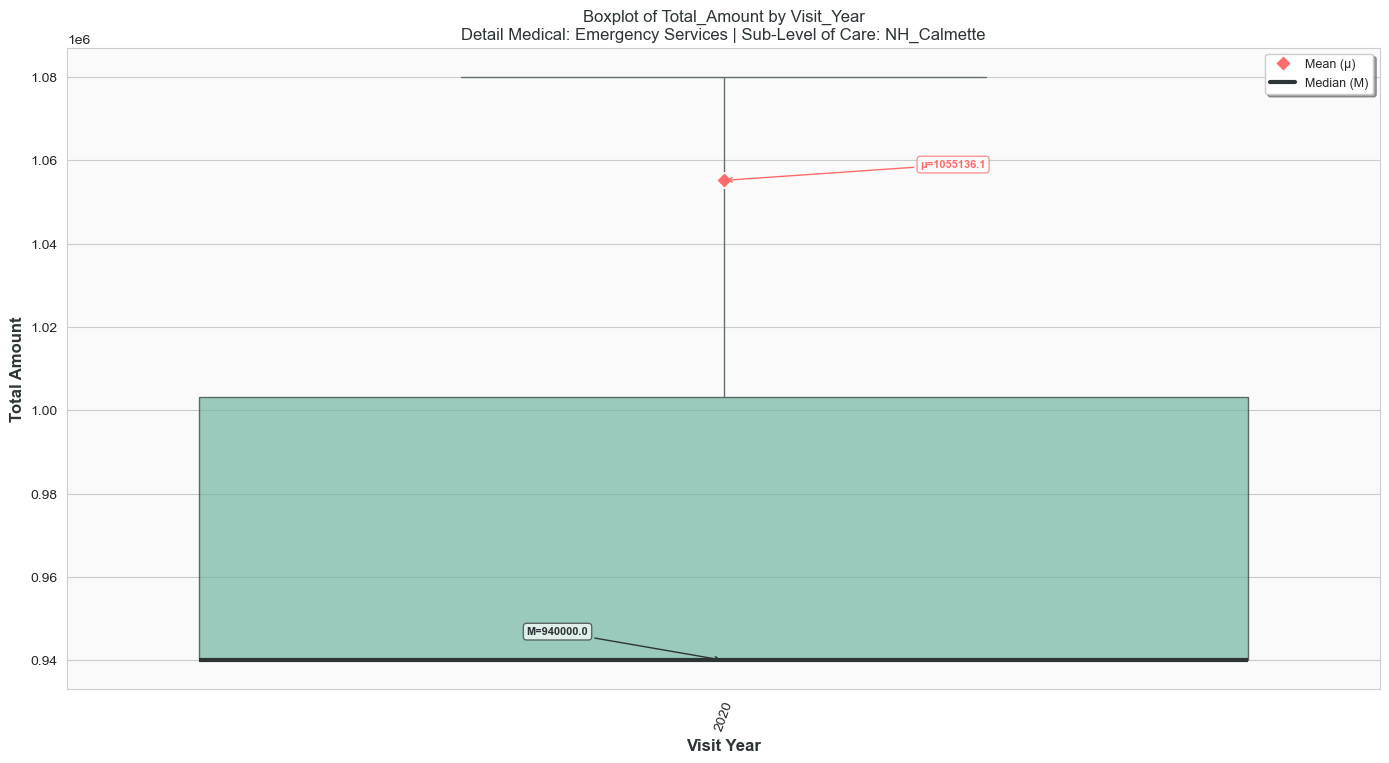 Boxplot of Total_Amount by Visit_Year
Detail Medical: Emergency Services | Sub-Level of Care: NH_Calmette
1e6
Mean (μ)
Median (M)
1.08
1.06
1.04
1.02
1.00
0.98
0.96
0.94
Total Amount
μ=1055136.1
M=940000.0
2020
Visit Year